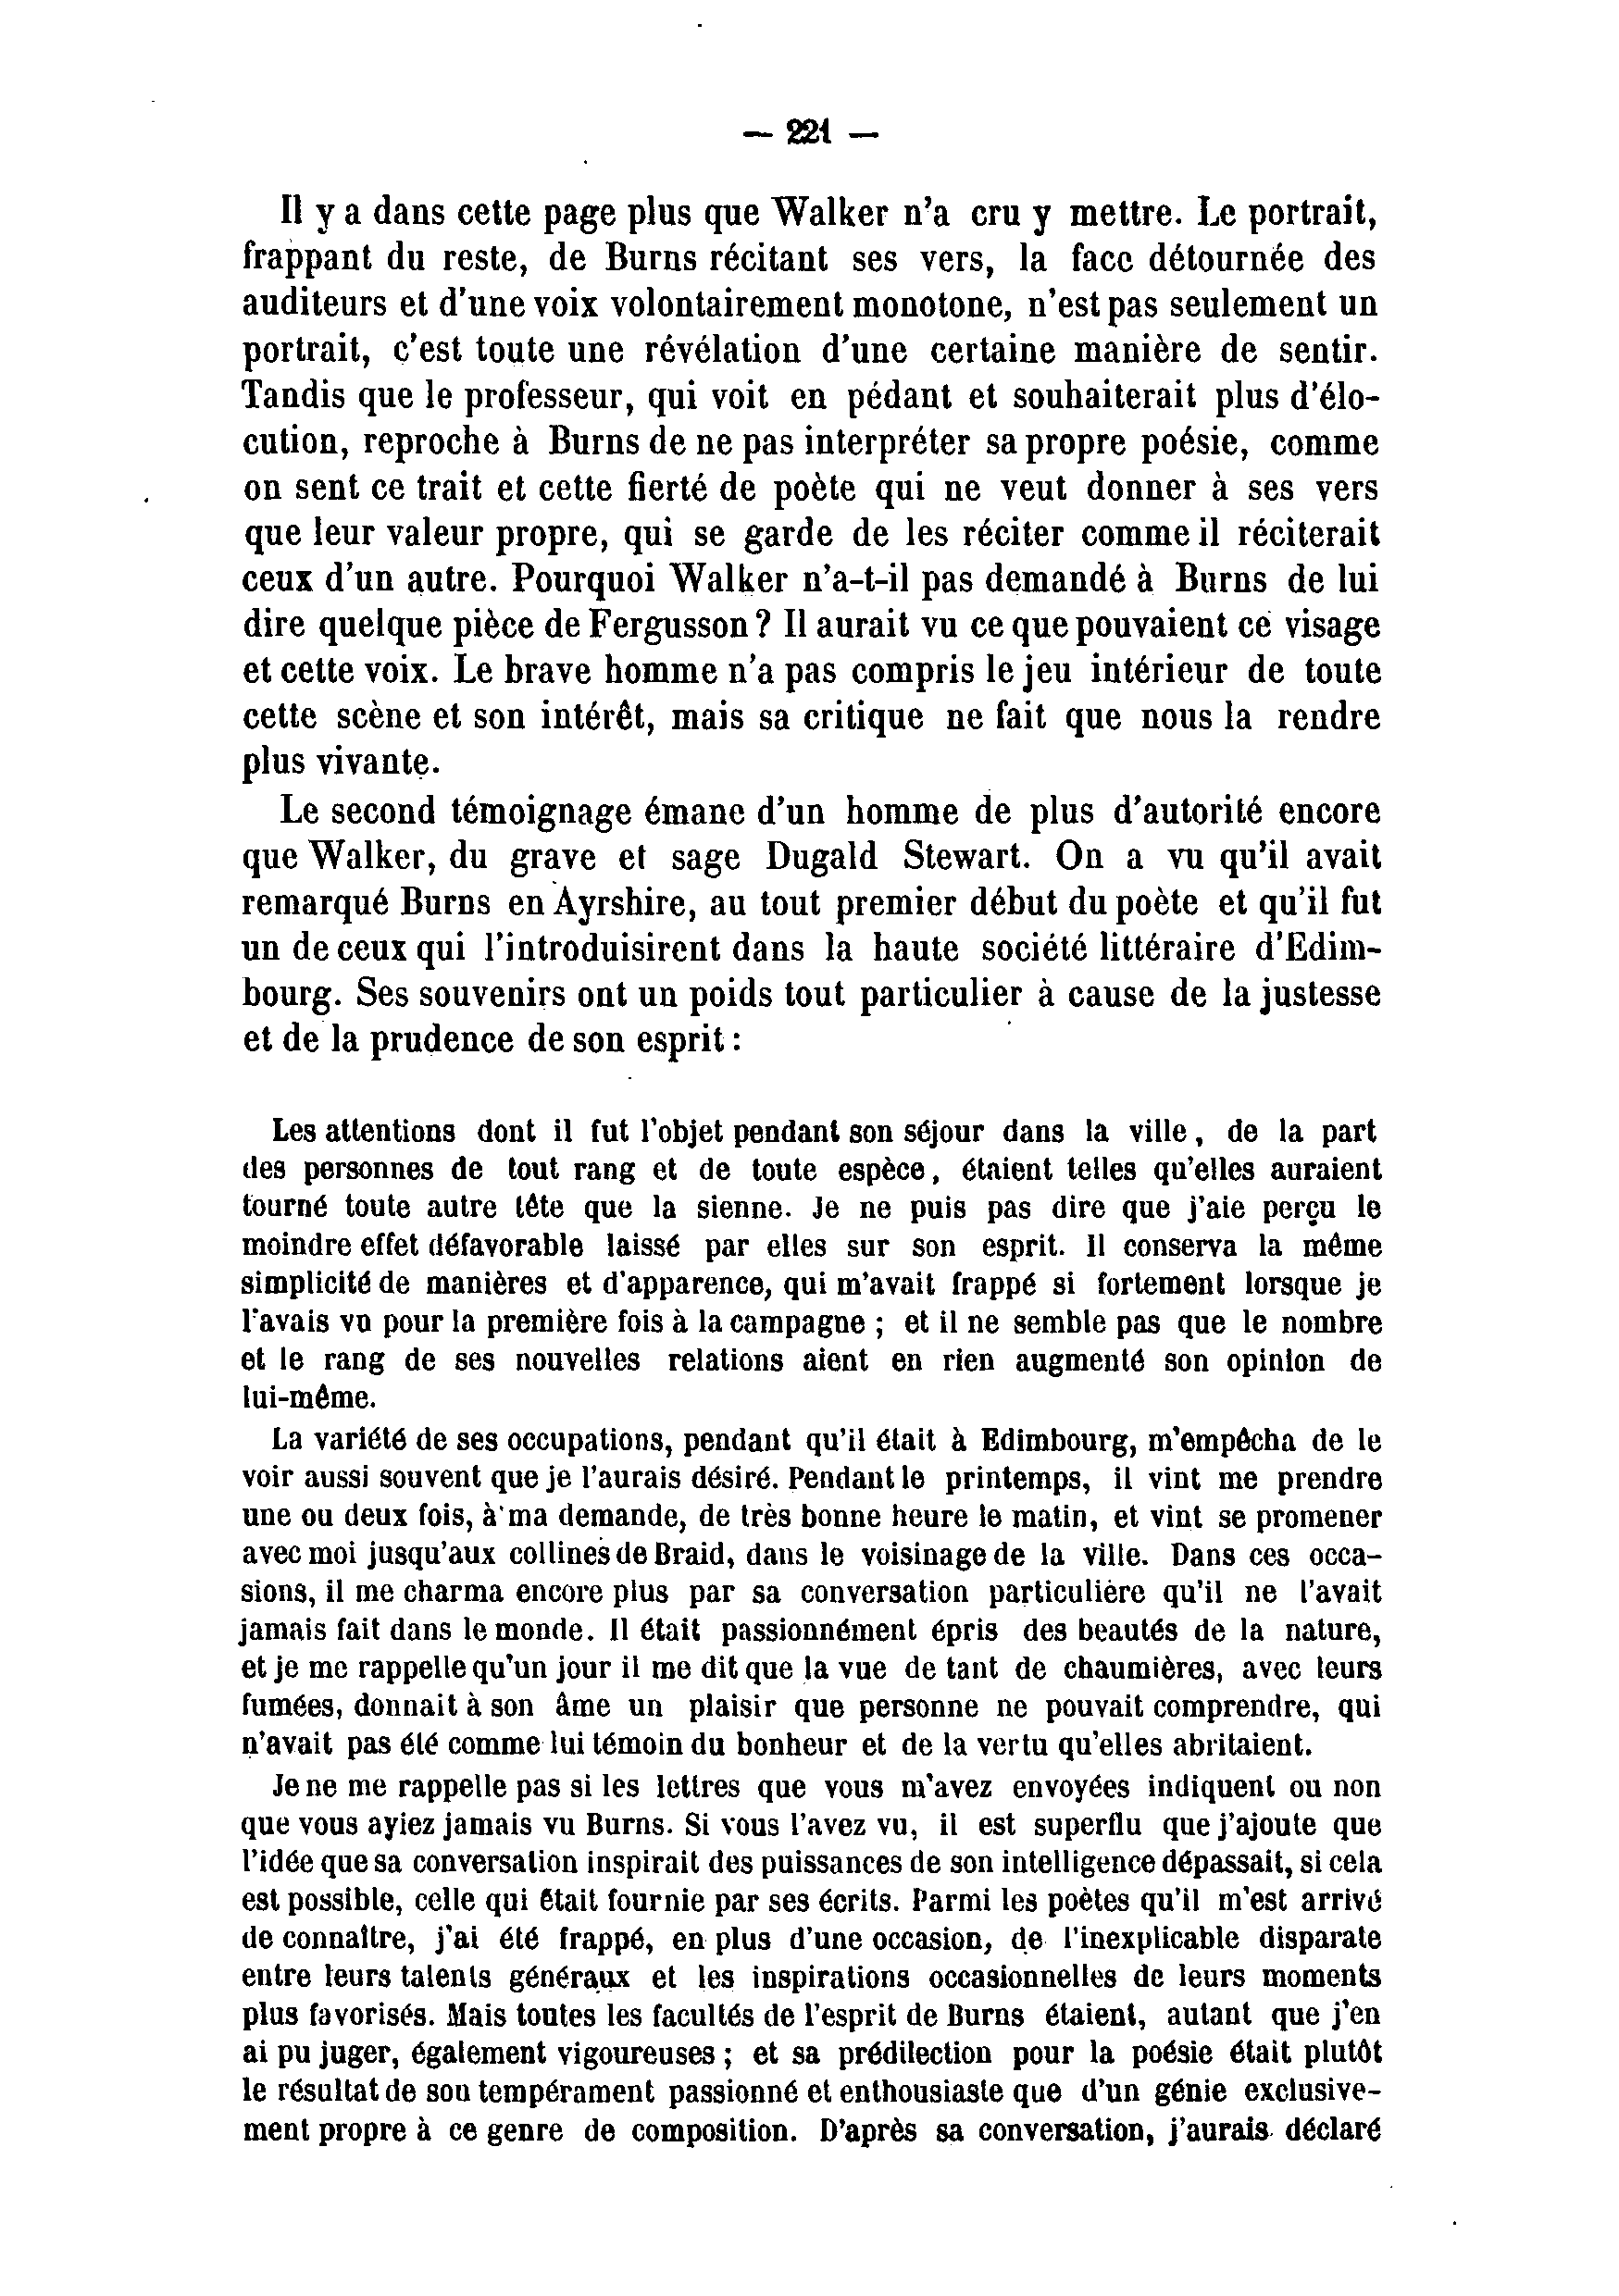 — 221 —
Il y a dans cette page plus que Walker n'a cru y mettre. Le portrait,
frappant du reste, de Burns récitant ses vers, la face détournée des
auditeurs et d'une voix volontairement monotone, n'est pas seulement un
portrait, c'est toute une révélation d'une certaine manière de sentir.
Tandis que le professeur, qui voit en pédant et souhaiterait plus d'élo-
cution, reproche à Burns de ne pas interpréter sa propre poésie, comme
on sent ce trait et cette fierté de poète qui ne veut donner à ses vers
que leur valeur propre, qui se garde de les réciter comme il réciterait
ceux d'un autre. Pourquoi Walker n'a-t-il pas demandé à Burns de lui
dire quelque pièce de Fergusson ? Il aurait vu ce que pouvaient ce visage
et cette voix. Le brave homme n'a pas compris le jeu intérieur de toute
cette scène et son intérêt, mais sa critique ne fait que nous la rendre
plus vivante.
Le second témoignage émane d'un homme de plus d'autorité encore
que Walker, du grave et sage Dugald Stewart. On a vu qu'il avait
remarqué Burns en Ayrshire, au tout premier début du poète et qu'il fut
un de ceux qui l'introduisirent dans la haute société littéraire d'Edim-
bourg. Ses souvenirs ont un poids tout particulier à cause de la justesse
et de la prudence de son esprit :
Les attentions dont il fut l'objet pendant son séjour dans la ville, de la part
des personnes de tout rang et de toute espèce, étaient telles qu'elles auraient
tourné toute autre tête que la sienne. Je ne puis pas dire que j'aie perçu le
moindre effet défavorable laissé par elles sur son esprit. Il conserva la même
simplicité de manières et d'apparence, qui m'avait frappé si fortement lorsque je
l'avais vu pour la première fois à la campagne ; et il ne semble pas que le nombre
et le rang de ses nouvelles relations aient en rien augmenté son opinion de
lui-même.
La variété de ses occupations, pendant qu'il était à Edimbourg, m'empêcha de le
voir aussi souvent que je l'aurais désiré. Pendant le printemps, il vint me prendre
une ou deux fois, à ma demande, de très bonne heure le matin, et vint se promener
avec moi jusqu'aux collines de Braid, dans le voisinage de la ville. Dans ces occa-
sions, il me charma encore plus par sa conversation particulière qu'il ne l'avait
jamais fait dans le monde. Il était passionnément épris des beautés de la nature,
et je me rappelle qu'un jour il me dit que la vue de tant de chaumières, avec leurs
fumées, donnait à son âme un plaisir que personne ne pouvait comprendre, qui
n'avait pas été comme lui témoin du bonheur et de la vertu qu'elles abritaient.
Je ne me rappelle pas si les lettres que vous m'avez envoyées indiquent ou non
que vous ayiez jamais vu Burns. Si vous l'avez vu, il est superflu que j'ajoute que
l'idée que sa conversation inspirait des puissances de son intelligence dépassait, si cela
est possible, celle qui était fournie par ses écrits. Parmi les poètes qu'il m'est arrivé
de connaître, j'ai été frappé, en plus d'une occasion, de l'inexplicable disparate
entre leurs talents généraux et les inspirations occasionnelles de leurs moments
plus favorisés. Mais toutes les facultés de l'esprit de Burns étaient, autant que j'en
ai pu juger, également vigoureuses ; et sa prédilection pour la poésie était plutôt
le résultat de son tempérament passionné et enthousiaste que d'un génie exclusive-
ment propre à ce genre de composition. D'après sa conversation, j'aurais déclaré